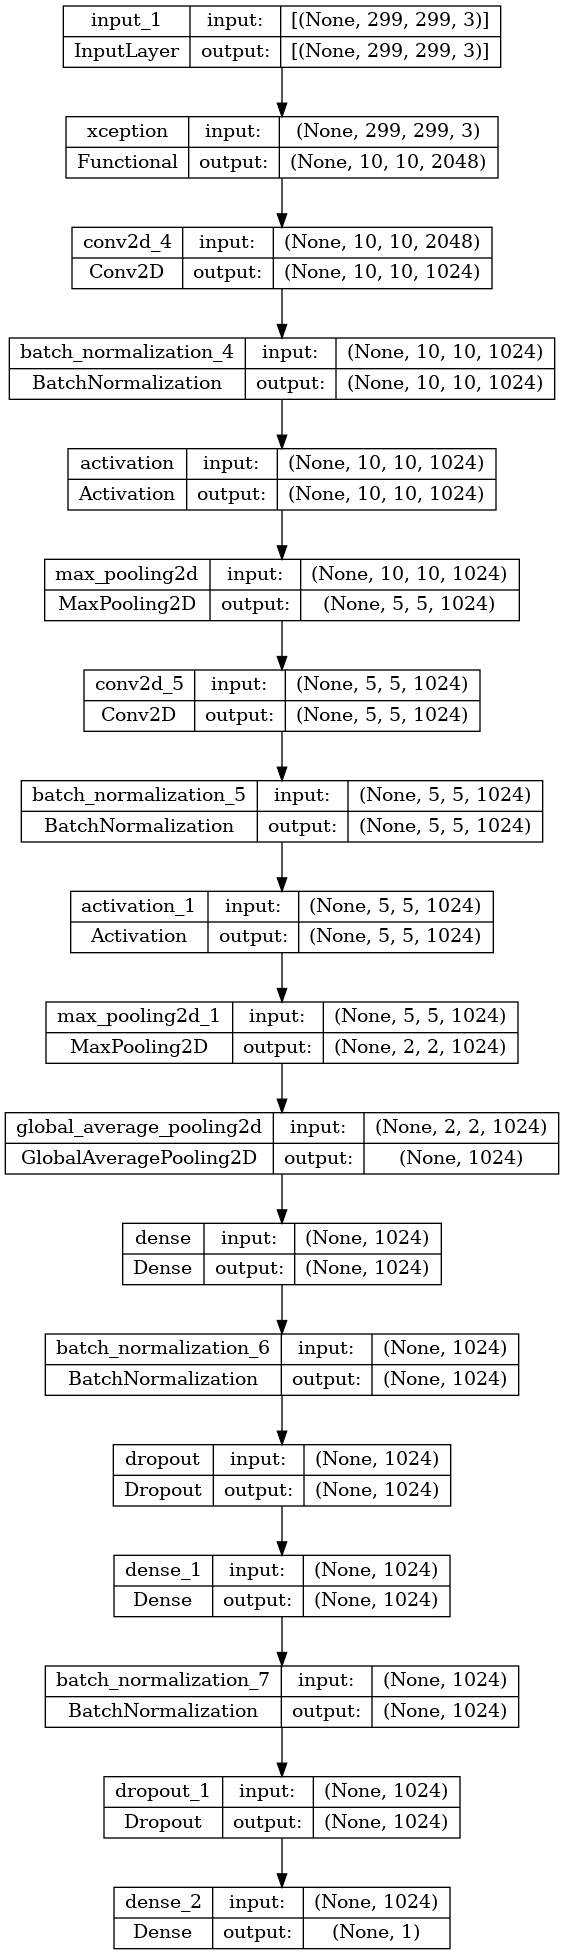 input_1 input: [(None, 299, 299, 3)]
InputLayer output: [(None, 299, 299, 3)]
xception input: (None, 299, 299, 3)
Functional output: (None, 10, 10, 2048)
conv2d_4 input: (None, 10, 10, 2048)
Conv2D output: (None, 10, 10, 1024)
batch_normalization_4 input: (None, 10, 10, 1024)
BatchNormalization output: (None, 10, 10, 1024)
activation input: (None, 10, 10, 1024)
Activation output: (None, 10, 10, 1024)
max_pooling2d input: (None, 10, 10, 1024)
MaxPooling2D output: (None, 5, 5, 1024)
conv2d_5 input: (None, 5, 5, 1024)
Conv2D output: (None, 5, 5, 1024)
batch_normalization_5 input: (None, 5, 5, 1024)
BatchNormalization output: (None, 5, 5, 1024)
activation_1 input: (None, 5, 5, 1024)
Activation output: (None, 5, 5, 1024)
max_pooling2d_1 input: (None, 5, 5, 1024)
MaxPooling2D output: (None, 2, 2, 1024)
global_average_pooling2d input: (None, 2, 2, 1024)
GlobalAveragePooling2D output: (None, 1024)
dense input: (None, 1024)
Dense output: (None, 1024)
batch_normalization_6 input: (None, 1024)
BatchNormalization output: (None, 1024)
dropout input: (None, 1024)
Dropout output: (None, 1024)
dense_1 input: (None, 1024)
Dense output: (None, 1024)
batch_normalization_7 input: (None, 1024)
BatchNormalization output: (None, 1024)
dropout_1 input: (None, 1024)
Dropout output: (None, 1024)
dense_2 input: (None, 1024)
Dense output: (None, 1)